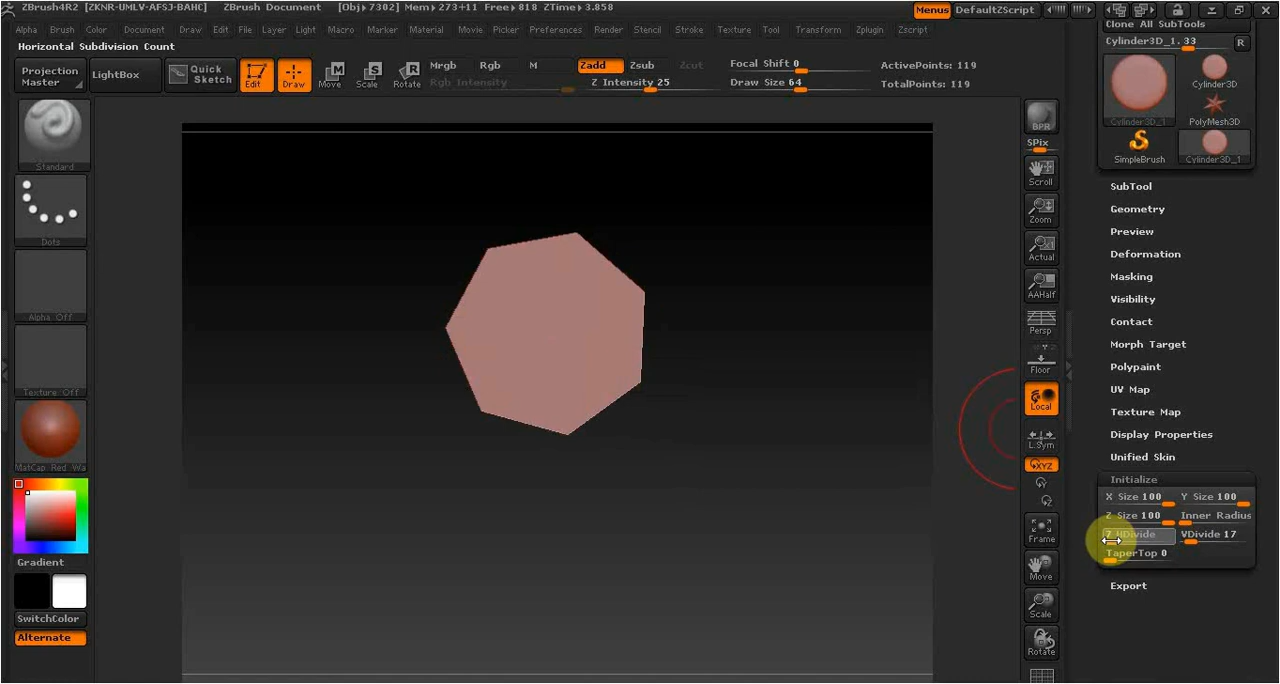 ZBrush4R2 [ZKNR-UMLV-AFSJ-BAHC] ZBrush Document [Obj▸ 7302] Mem▸ 273+11 Free▸ 818 ZTime▸3.858 Menus DefaultZScript
Alpha Brush Color Document Draw Edit File Layer Light Macro Marker Material Movie Picker Preferences Render Stencil Stroke Texture Tool Transform Zplugin Zscript
Horizontal Subdivision Count
Projection Master
LightBox
Quick Sketch
Edit
Draw
Move
Scale
Rotate
Mrgb Rgb M Zadd Zsub Zcut
Rgb Intensity Z Intensity 25
Focal Shift 0
Draw Size 64
ActivePoints: 119
TotalPoints: 119
Standard
Dots
Alpha Off
Texture Off
MatCap Red Wa
Gradient
SwitchColor
Alternate
BPR
SPix
Scroll
Zoom
Actual
AAHalf
Persp
Floor
Local
L.Sym
XYZ
Y
Z
Frame
Move
Scale
Rotate
Clone All SubTools
Cylinder3D_1. 33 R
Cylinder3D_1
Cylinder3D
PolyMesh3D
SimpleBrush
Cylinder3D_1
SubTool
Geometry
Preview
Deformation
Masking
Visibility
Contact
Morph Target
Polypaint
UV Map
Texture Map
Display Properties
Unified Skin
Initialize
X Size 100 Y Size 100
Z Size 100 Inner Radius
7 HDivide VDivide 17
TaperTop 0
Export